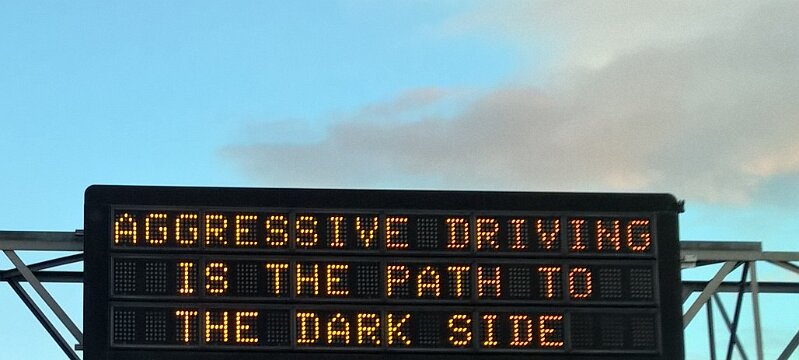 AGGRESSIVE DRIVING
IS THE PATH TO
THE DARK SIDE